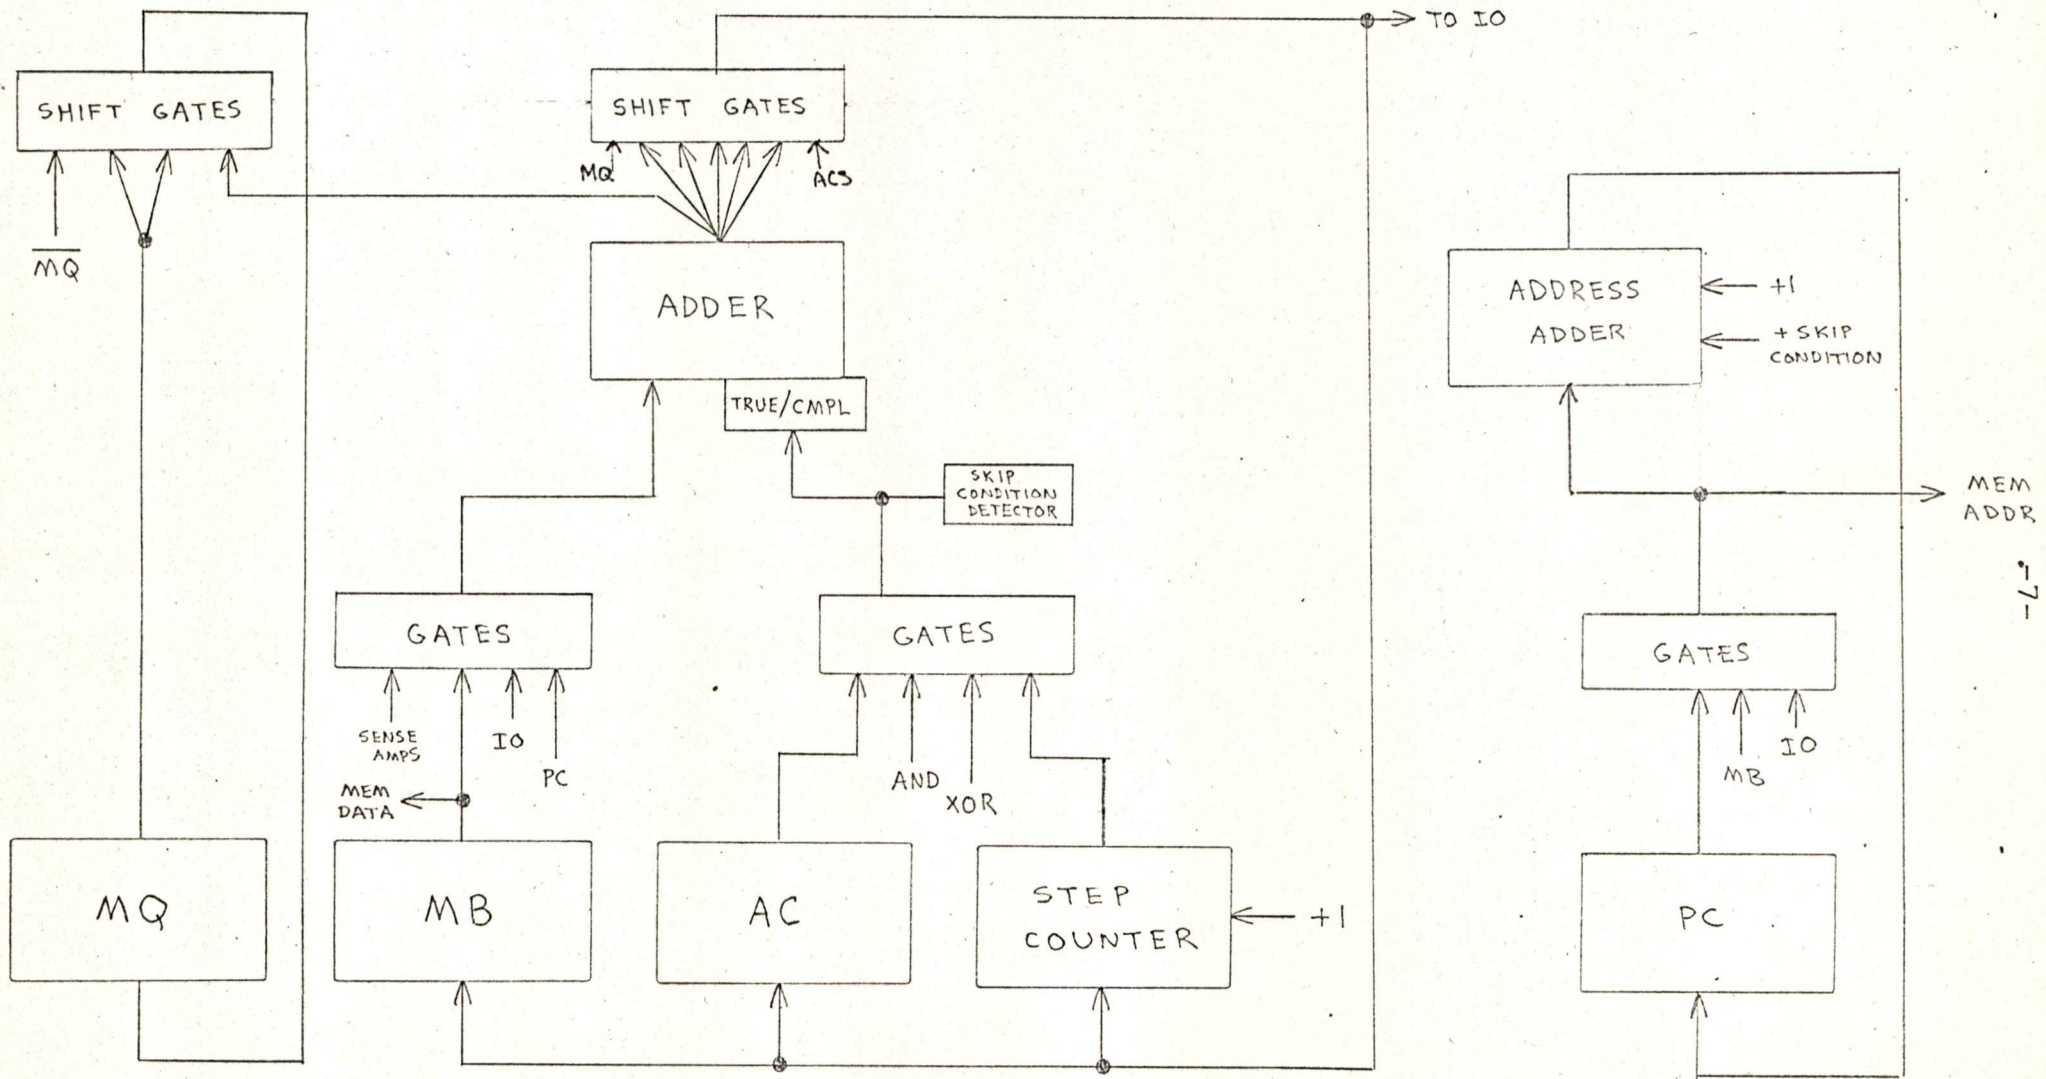 TO IO
SHIFT GATES
SHIFT GATES
MQ
ACS
M̅Q̅
ADDER
ADDRESS
ADDER
+1
+ SKIP
CONDITION
TRUE/CMPL
SKIP
CONDITION
DETECTOR
MEM
ADDR
-7-
GATES
GATES
GATES
SENSE
AMPS
IO
PC
MEM
DATA
AND
XOR
MB
IO
MQ
MB
AC
STEP
COUNTER
+1
PC